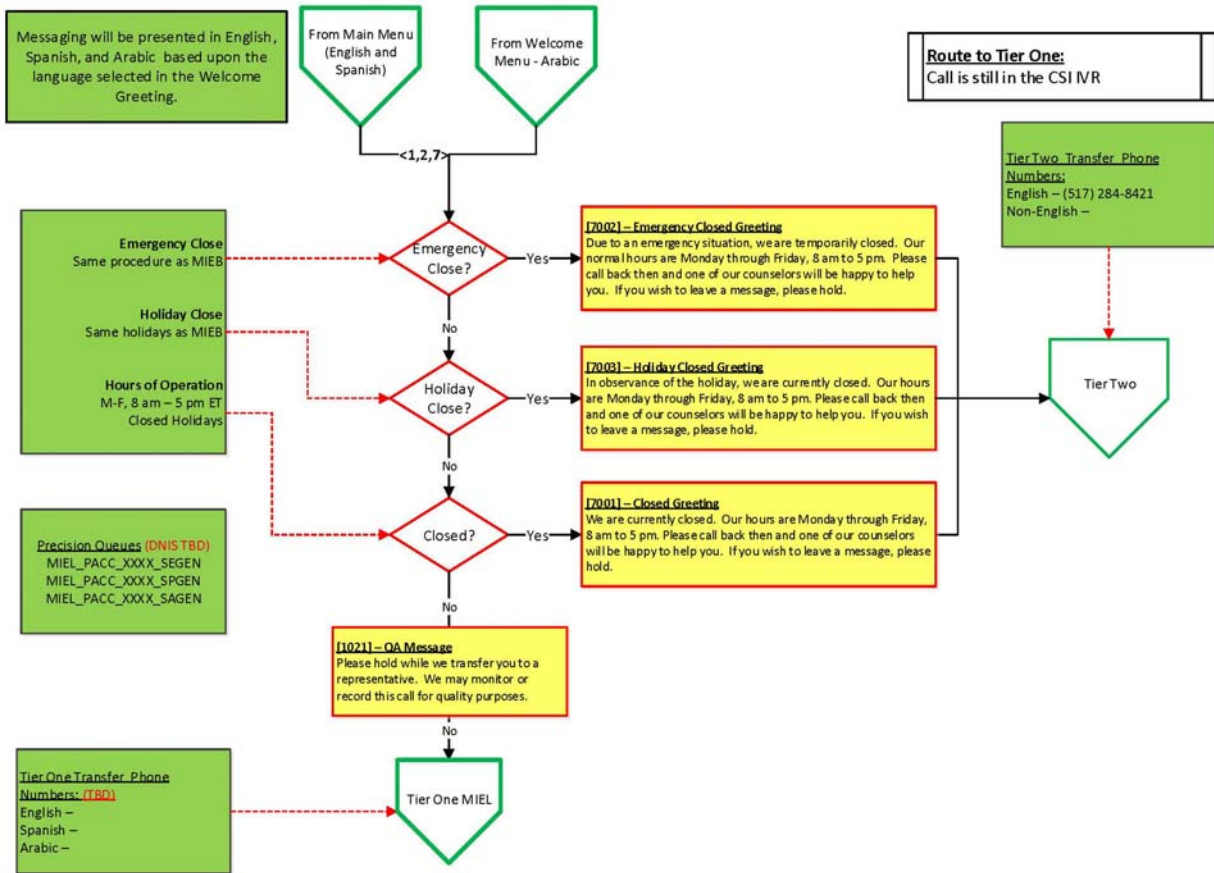 Messaging will be presented in English,
Spanish, and Arabic based upon the
language selected in the Welcome
Greeting.
From Main Menu
(English and
Spanish)
From Welcome
Menu - Arabic
Route to Tier One:
Call is still in the CSI IVR
<1,2,7>
Tier Two Transfer Phone
Numbers:
English – (517) 284-8421
Non-English –
Emergency Close
Same procedure as MIEB
Holiday Close
Same holidays as MIEB
Hours of Operation
M-F, 8 am – 5 pm ET
Closed Holidays
Emergency
Close?
Yes
[7002] – Emergency Closed Greeting
Due to an emergency situation, we are temporarily closed. Our
normal hours are Monday through Friday, 8 am to 5 pm. Please
call back then and one of our counselors will be happy to help
you. If you wish to leave a message, please hold.
No
Holiday
Close?
Yes
[7003] – Holiday Closed Greeting
In observance of the holiday, we are currently closed. Our hours
are Monday through Friday, 8 am to 5 pm. Please call back then
and one of our counselors will be happy to help you. If you wish
to leave a message, please hold.
Tier Two
No
Closed?
Yes
[7001] – Closed Greeting
We are currently closed. Our hours are Monday through Friday,
8 am to 5 pm. Please call back then and one of our counselors
will be happy to help you. If you wish to leave a message, please
hold.
Precision Queues (DNIS TBD)
MIEL_PACC_XXXX_SEGEN
MIEL_PACC_XXXX_SPGEN
MIEL_PACC_XXXX_SAGEN
No
[1021] – QA Message
Please hold while we transfer you to a
representative. We may monitor or
record this call for quality purposes.
No
Tier One Transfer Phone
Numbers: (TBD)
English –
Spanish –
Arabic –
Tier One MIEL